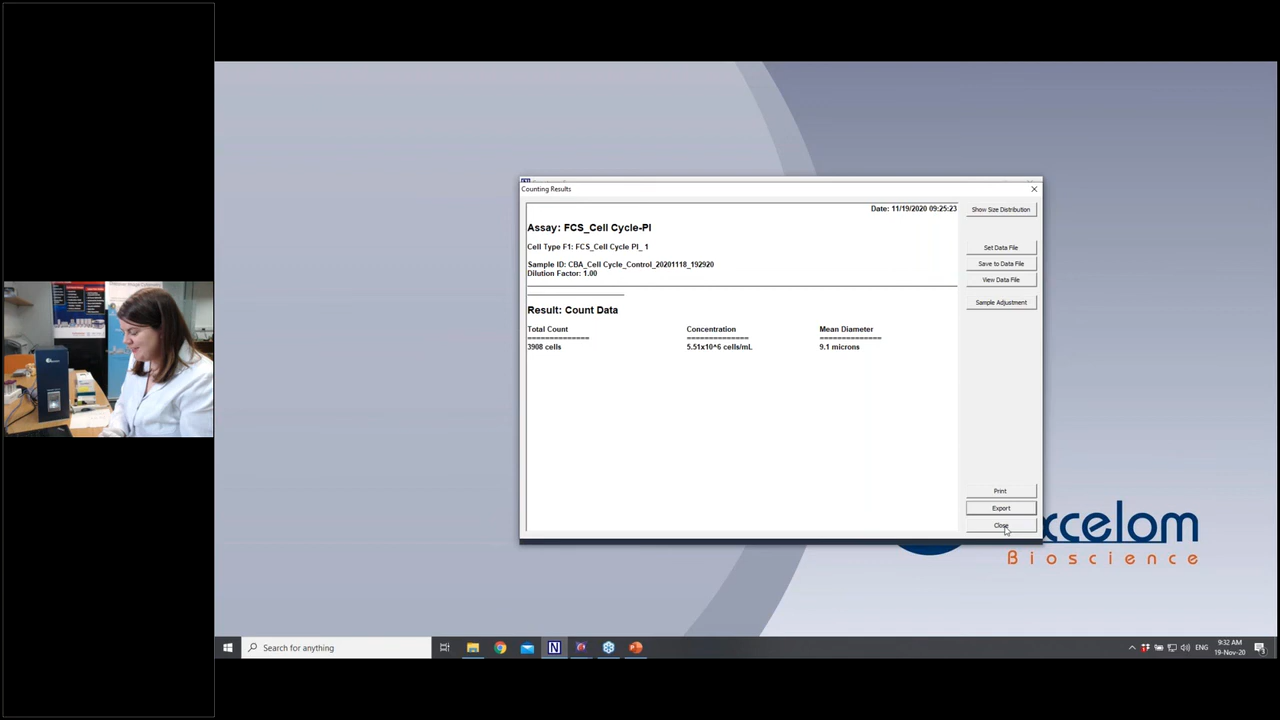 Counting Results
Date: 11/19/2020 09:25:23
Show Size Distribution
Assay: FCS_Cell Cycle-PI
Cell Type F1: FCS_Cell Cycle PI_ 1
Set Data File
Sample ID: CBA_Cell Cycle_Control_20201118_192920
Save to Data File
Dilution Factor: 1.00
View Data File
Sample Adjustment
Result: Count Data
Total Count Concentration Mean Diameter
============== ============== ==============
3908 cells 5.51x10^6 cells/mL 9.1 microns
Print
Export
Close
xcelom
Bioscience
Search for anything
ENG
9:32 AM
19-Nov-20